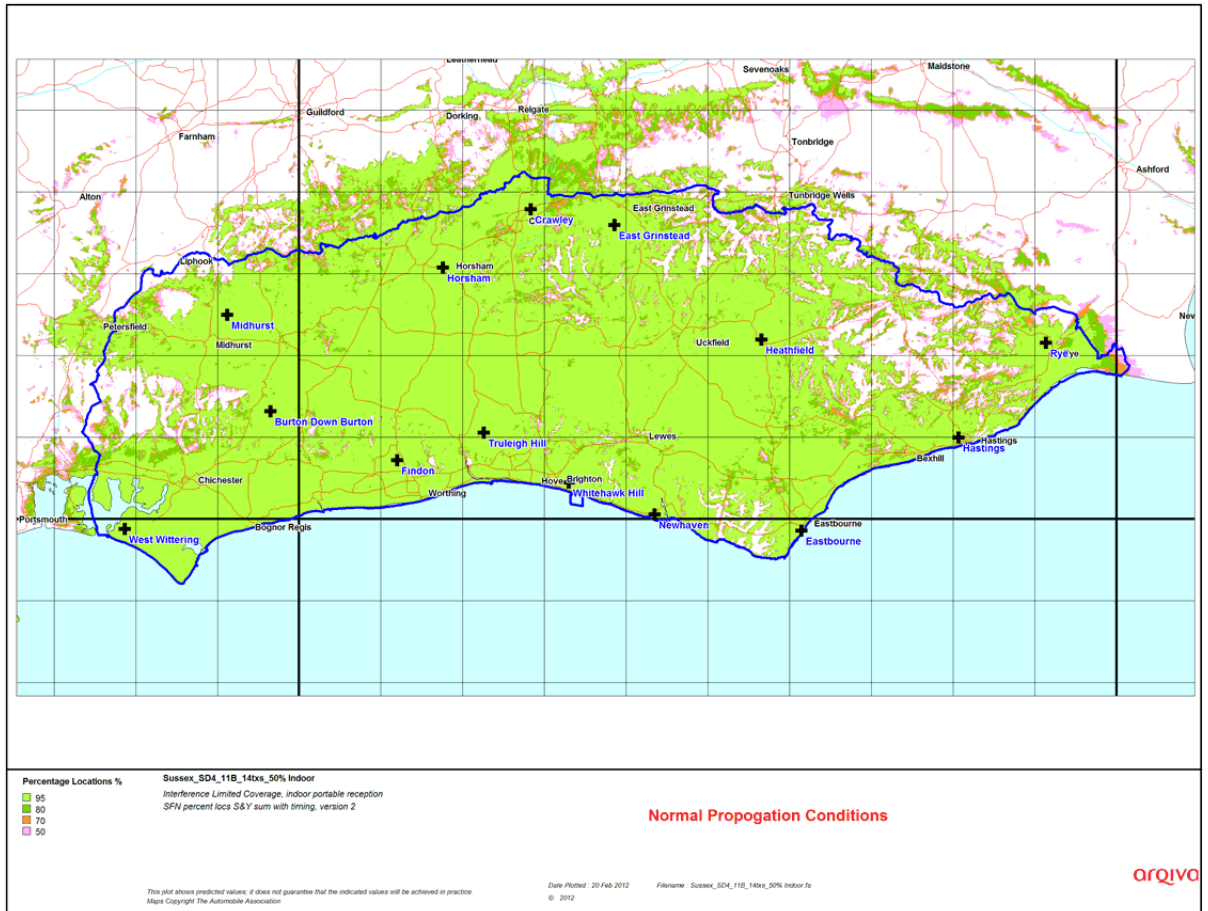 Leatherhead
Sevenoaks
Maidstone
Guildford
Reigate
Dorking
Farnham
Tonbridge
Ashford
Alton
Tunbridge Wells
East Grinstead
Crawley
East Grinstead
Liphook
Horsham
Horsham
Petersfield
Midhurst
Midhurst
Uckfield
Heathfield
Rye
Burton Down Burton
Truleigh Hill
Lewes
Hastings
Hastings
Bexhill
Findon
Chichester
Worthing
Hove
Brighton
Whitehawk Hill
Portsmouth
Bognor Regis
Newhaven
Eastbourne
Eastbourne
West Wittering
Percentage Locations %
95
80
70
50
Sussex_SD4_11B_14txs_50% Indoor
Interference Limited Coverage, indoor portable reception
SFN percent locs S&Y sum with timing, version 2
Normal Propogation Conditions
arqiva
This plot shows predicted values; it does not guarantee that the indicated values will be achieved in practice.
Maps Copyright The Automobile Association
Date Plotted : 20 Feb 2012
Filename : Sussex_SD4_11B_14txs_50% Indoor.fs
© 2012